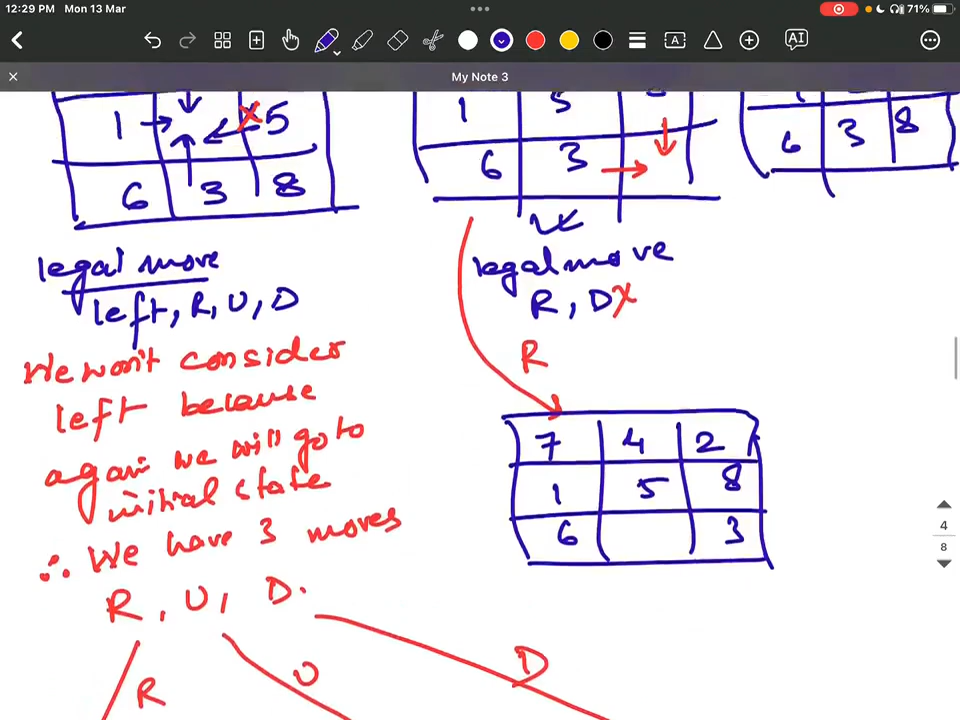 12:29 PM Mon 13 Mar
71%
AI
My Note 3
1 5
6 3 8
1 5
6 3
6 3 8
legal move
left, R, U, D
legal move
R, D
We won't consider
left because
again we will go to
initial state
∴ We have 3 moves
R, U, D.
R
7 4 2
1 5 8
6 3
4
8
R
U
D